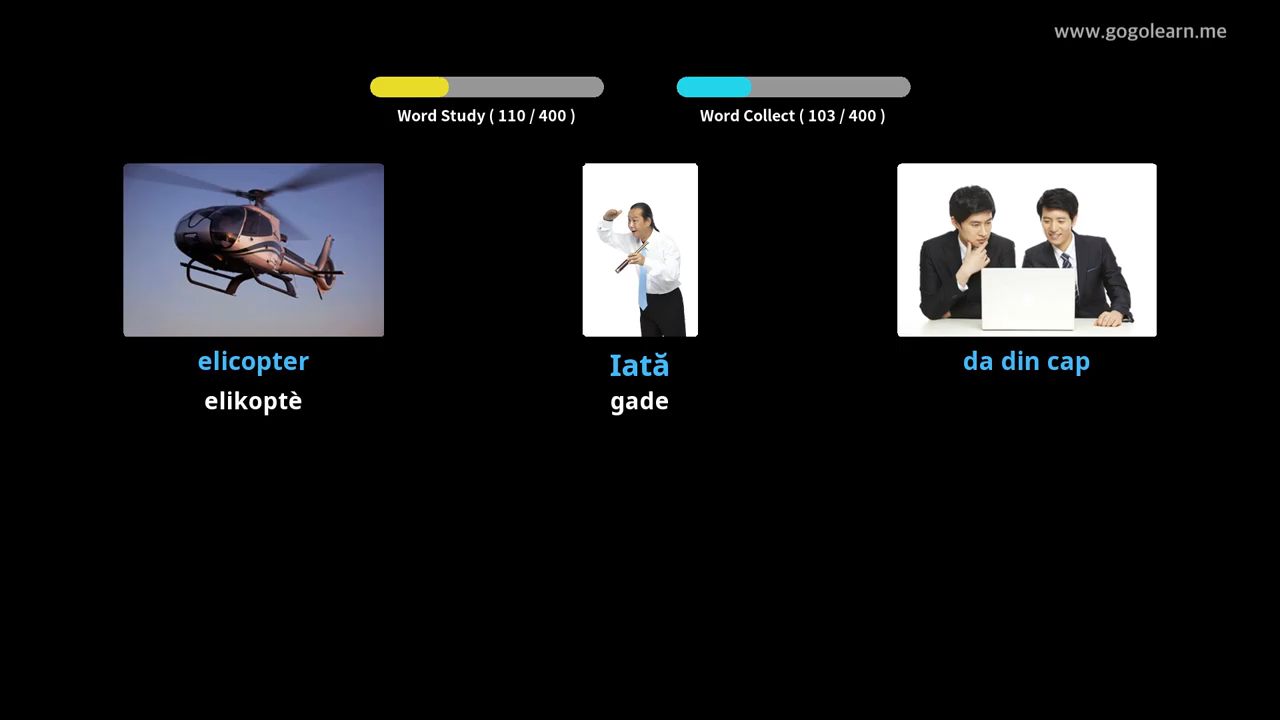 www.gogolearn.me
Word Study ( 110 / 400 )
Word Collect ( 103 / 400 )
elicopter
elikoptè
Iată
gade
da din cap